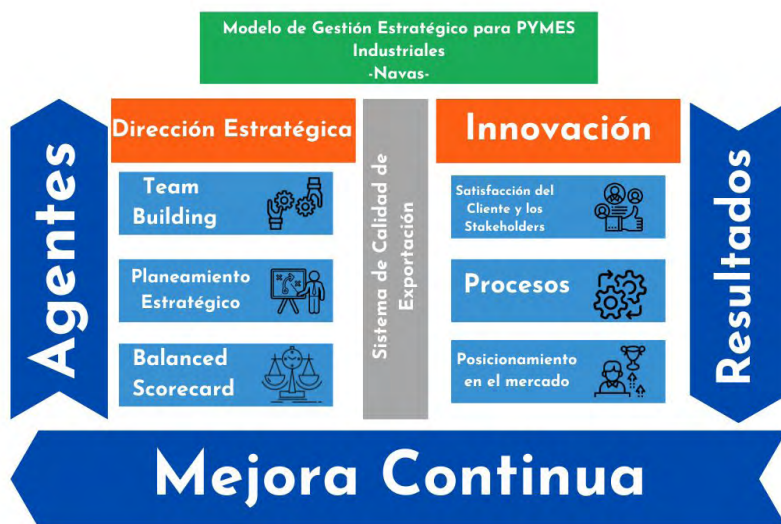 Modelo de Gestión Estratégico para PYMES
Industriales
-Navas-
Agentes
Dirección Estratégica
Team
Building
Planeamiento
Estratégico
Balanced
Scorecard
Sistema de Calidad de
Exportación
Innovación
Satisfacción del
Cliente y los
Stakeholders
Procesos
Posicionamiento
en el mercado
Resultados
Mejora Continua